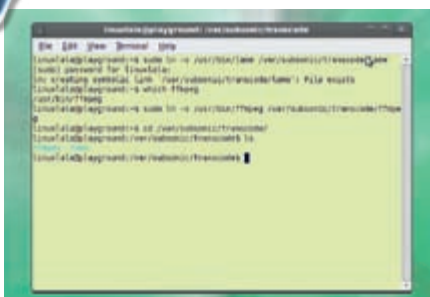 linuxlala@playground: /var/subsonic/transcode
File Edit View Terminal Help
linuxlala@playground:~$ sudo ln -s /usr/bin/lame /var/subsonic/transcode/lame
[sudo] password for linuxlala:
ln: creating symbolic link `/var/subsonic/transcode/lame': File exists
linuxlala@playground:~$ which ffmpeg
/usr/bin/ffmpeg
linuxlala@playground:~$ sudo ln -s /usr/bin/ffmpeg /var/subsonic/transcode/ffmpe
g
linuxlala@playground:~$ cd /var/subsonic/transcode/
linuxlala@playground:/var/subsonic/transcode$ ls
ffmpeg lame
linuxlala@playground:/var/subsonic/transcode$